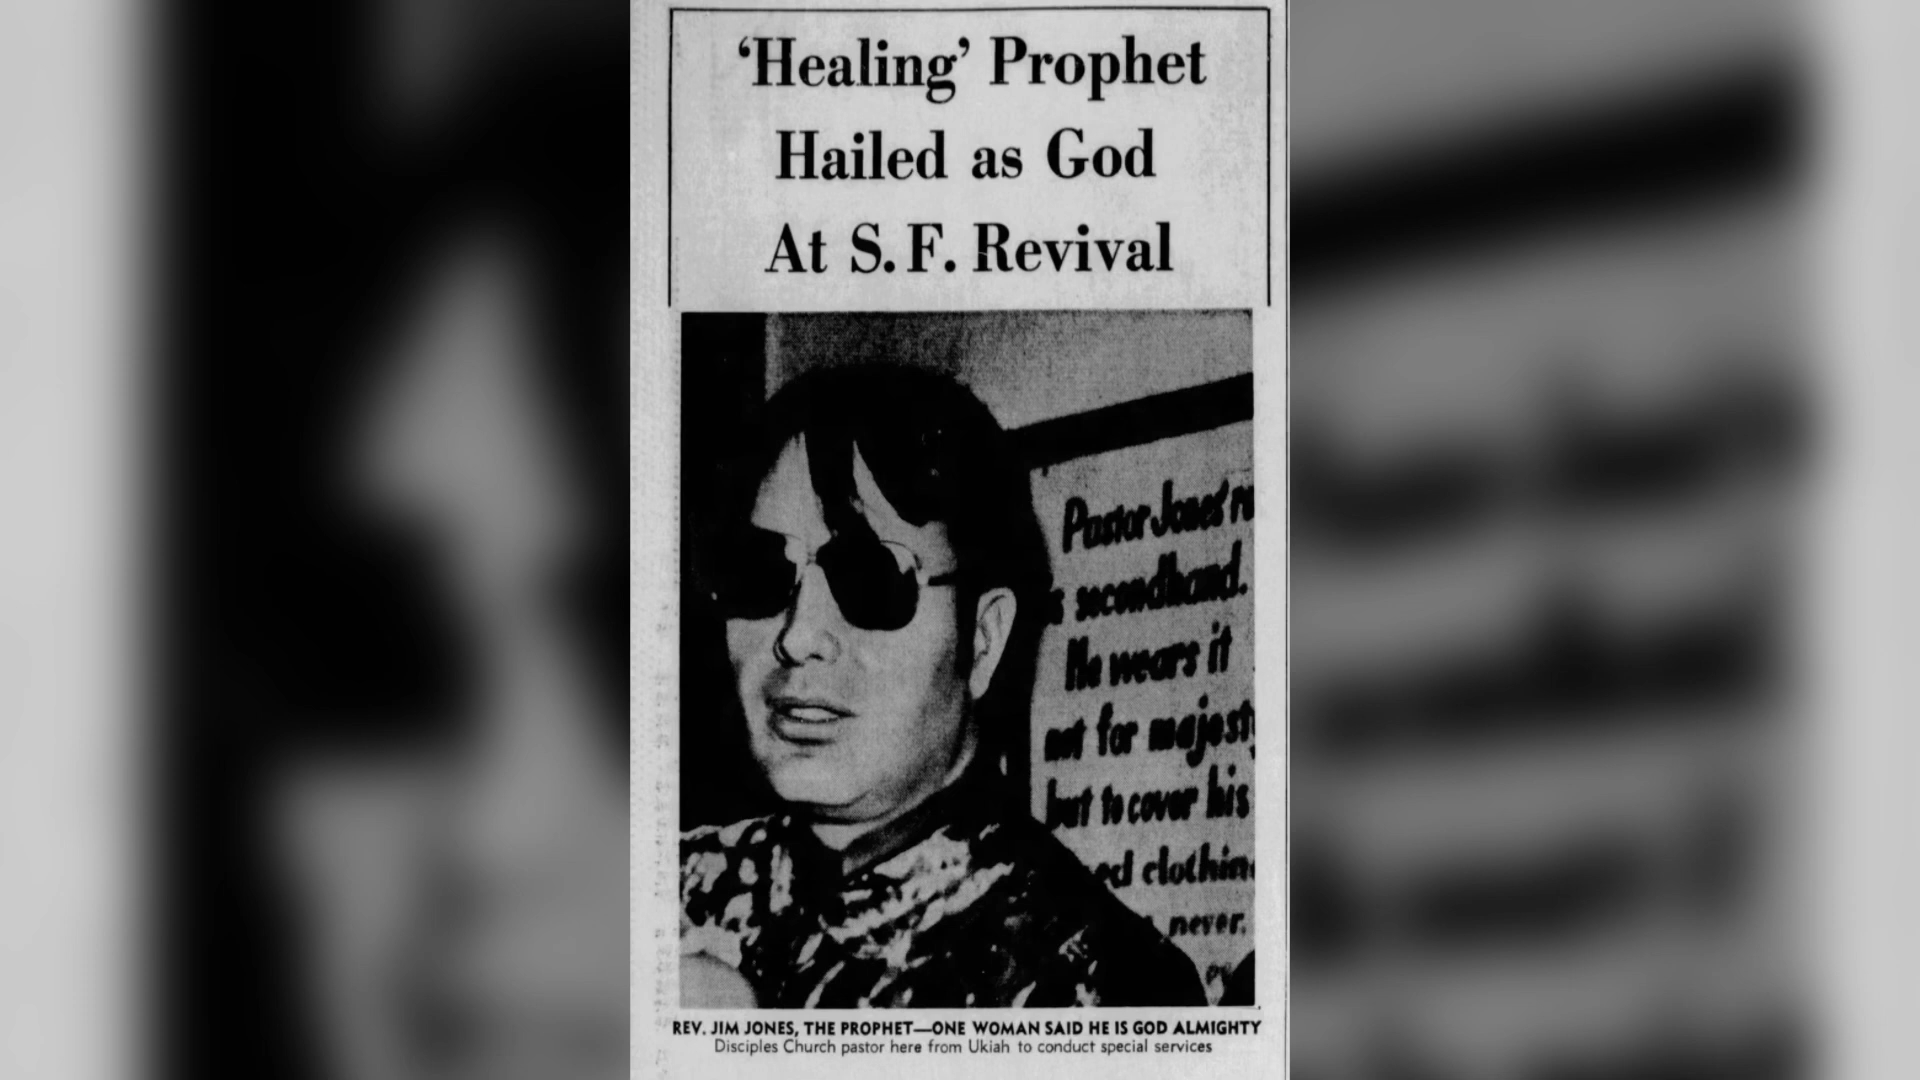 ‘Healing’ Prophet
Hailed as God
At S.F. Revival
Pastor Jones'
secondhand.
He wears it
not for majesty
but to cover his
never.
REV. JIM JONES, THE PROPHET—ONE WOMAN SAID HE IS GOD ALMIGHTY
Disciples Church pastor here from Ukiah to conduct special services